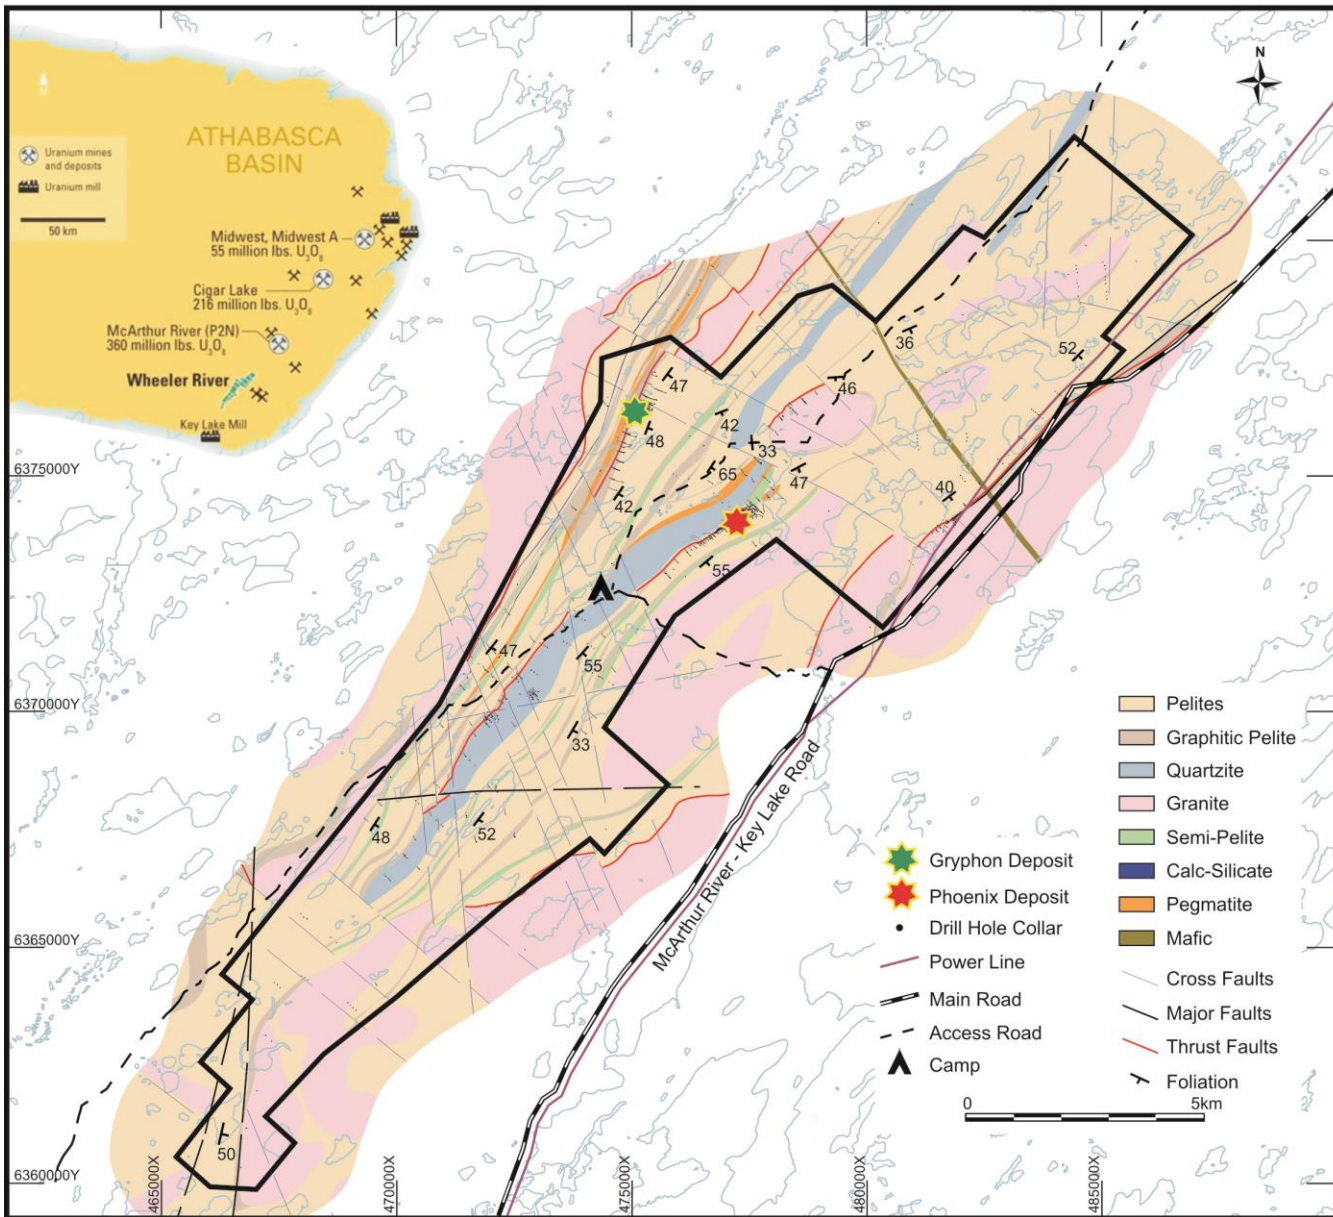 N
ATHABASCA
BASIN
Uranium mines
and deposits
Uranium mill
50 km
Midwest, Midwest A
55 million lbs. U₃O₈
Cigar Lake
216 million lbs. U₃O₈
McArthur River (P2N)
360 million lbs. U₃O₈
Wheeler River
Key Lake Mill
N
36
52
47
46
42
48
33
65
47
42
40
55
47
55
33
48
52
50
6375000Y
6370000Y
6365000Y
6360000Y
465000X
470000X
475000X
480000X
485000X
McArthur River - Key Lake Road
Gryphon Deposit
Phoenix Deposit
Drill Hole Collar
Power Line
Main Road
Access Road
Camp
Pelites
Graphitic Pelite
Quartzite
Granite
Semi-Pelite
Calc-Silicate
Pegmatite
Mafic
Cross Faults
Major Faults
Thrust Faults
Foliation
0 5km